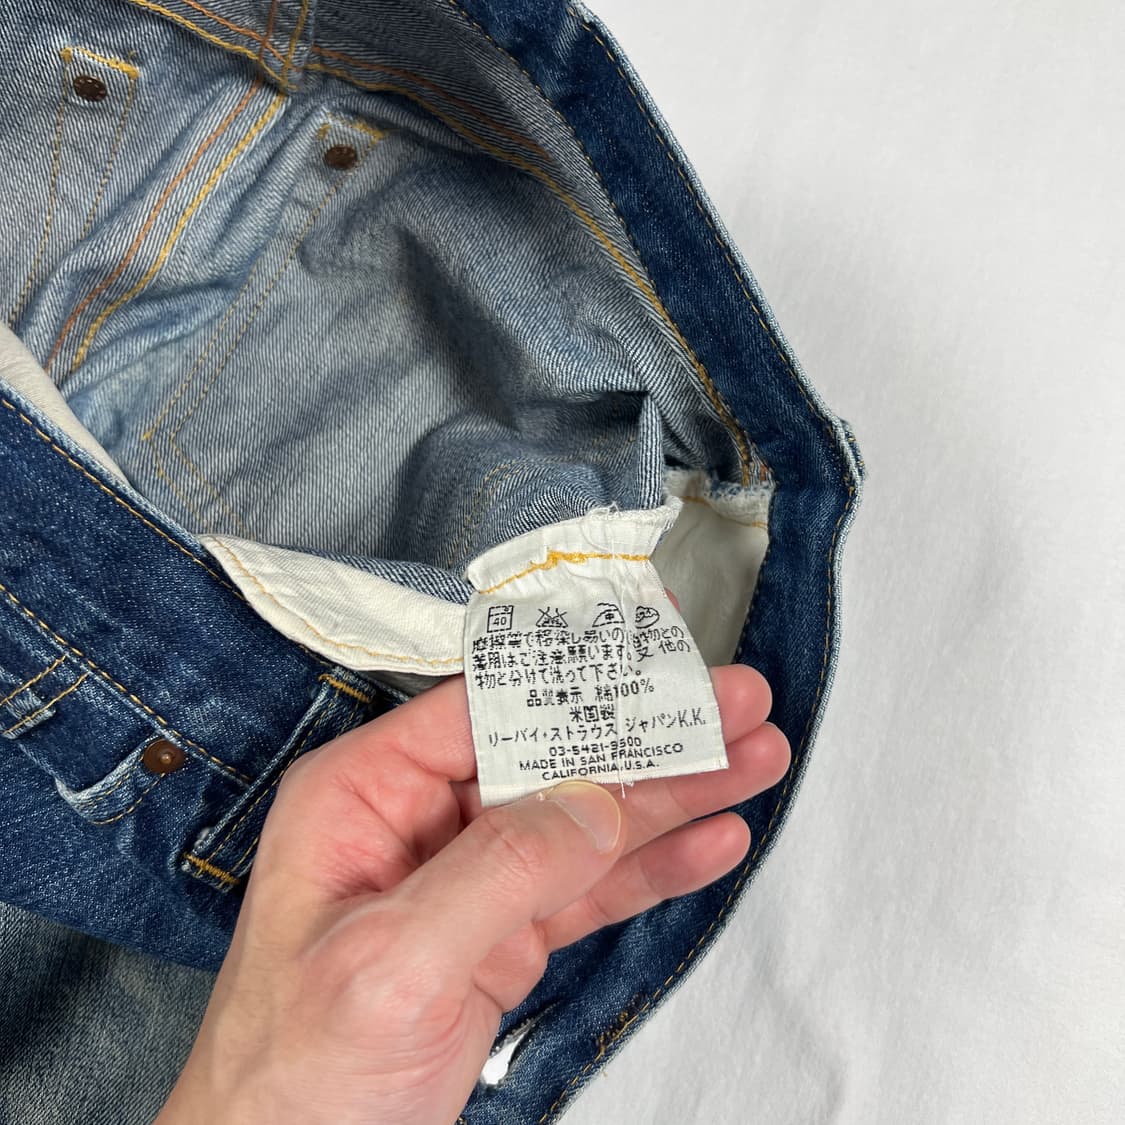 40 中
摩擦等で移染し易いので他物との
着用はご注意願います。又 他の
物と分けて洗って下さい。
品質表示 綿100%
米国製
リーバイ・ストラウス ジャパンK.K.
03-5421-9500
MADE IN SAN FRANCISCO
CALIFORNIA,U.S.A.